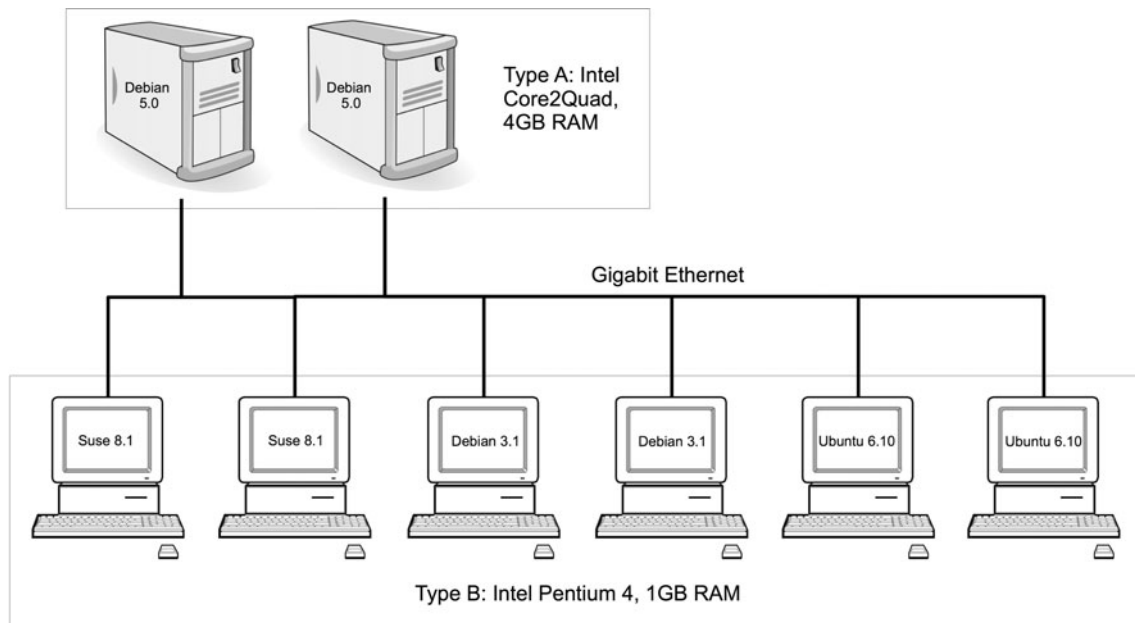 Debian
5.0
Debian
5.0
Type A: Intel
Core2Quad,
4GB RAM
Gigabit Ethernet
Suse 8.1
Suse 8.1
Debian 3.1
Debian 3.1
Ubuntu 6.10
Ubuntu 6.10
Type B: Intel Pentium 4, 1GB RAM